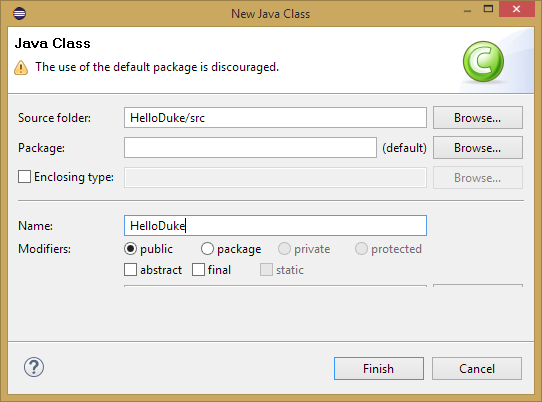 New Java Class
Java Class
The use of the default package is discouraged.
Source folder: HelloDuke/src Browse...
Package: (default) Browse...
Enclosing type: Browse...
Name: HelloDuke
Modifiers: public package private protected
abstract final static
? Finish Cancel